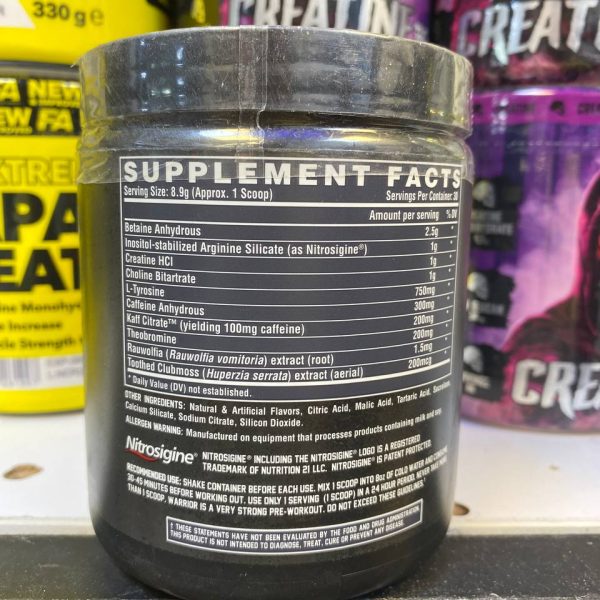 330 g e
CREATINE
CREATI
NEW
NEW FA
XTREM
APA
EAT
SUPPLEMENT FACTS
Serving Size: 8.9g (Approx. 1 Scoop) Servings Per Container: 30
Amount per serving %DV
Betaine Anhydrous 2.5g *
Inositol-stabilized Arginine Silicate (as Nitrosigine®) 1g *
Creatine HCl 1g *
Choline Bitartrate 1g *
L-Tyrosine 750mg *
Caffeine Anhydrous 300mg *
Kaff Citrate™ (yielding 100mg caffeine) 200mg *
Theobromine 200mg *
Rauwolfia (Rauwolfia vomitoria) extract (root) 1.5mg *
Toothed Clubmoss (Huperzia serrata) extract (aerial) 200mcg *
* Daily Value (DV) not established.
OTHER INGREDIENTS: Natural & Artificial Flavors, Citric Acid, Malic Acid, Tartaric Acid, Sucralose,
Calcium Silicate, Sodium Citrate, Silicon Dioxide.
ALLERGEN WARNING: Manufactured on equipment that processes products containing milk and soy.
Nitrosigine® NITROSIGINE® INCLUDING THE NITROSIGINE® LOGO IS A REGISTERED
TRADEMARK OF NUTRITION 21 LLC. NITROSIGINE® IS PATENT PROTECTED.
RECOMMENDED USE: SHAKE CONTAINER BEFORE EACH USE. MIX 1 SCOOP INTO 8oz OF COLD WATER AND CONSUME
30-45 MINUTES BEFORE WORKING OUT. USE ONLY 1 SERVING (1 SCOOP) IN A 24 HOUR PERIOD. NEVER TAKE MORE
THAN 1 SCOOP. WARRIOR IS A VERY STRONG PRE-WORKOUT. DO NOT EXCEED THESE GUIDELINES.
† THESE STATEMENTS HAVE NOT BEEN EVALUATED BY THE FOOD AND DRUG ADMINISTRATION.
THIS PRODUCT IS NOT INTENDED TO DIAGNOSE, TREAT, CURE OR PREVENT ANY DISEASE.
CRE